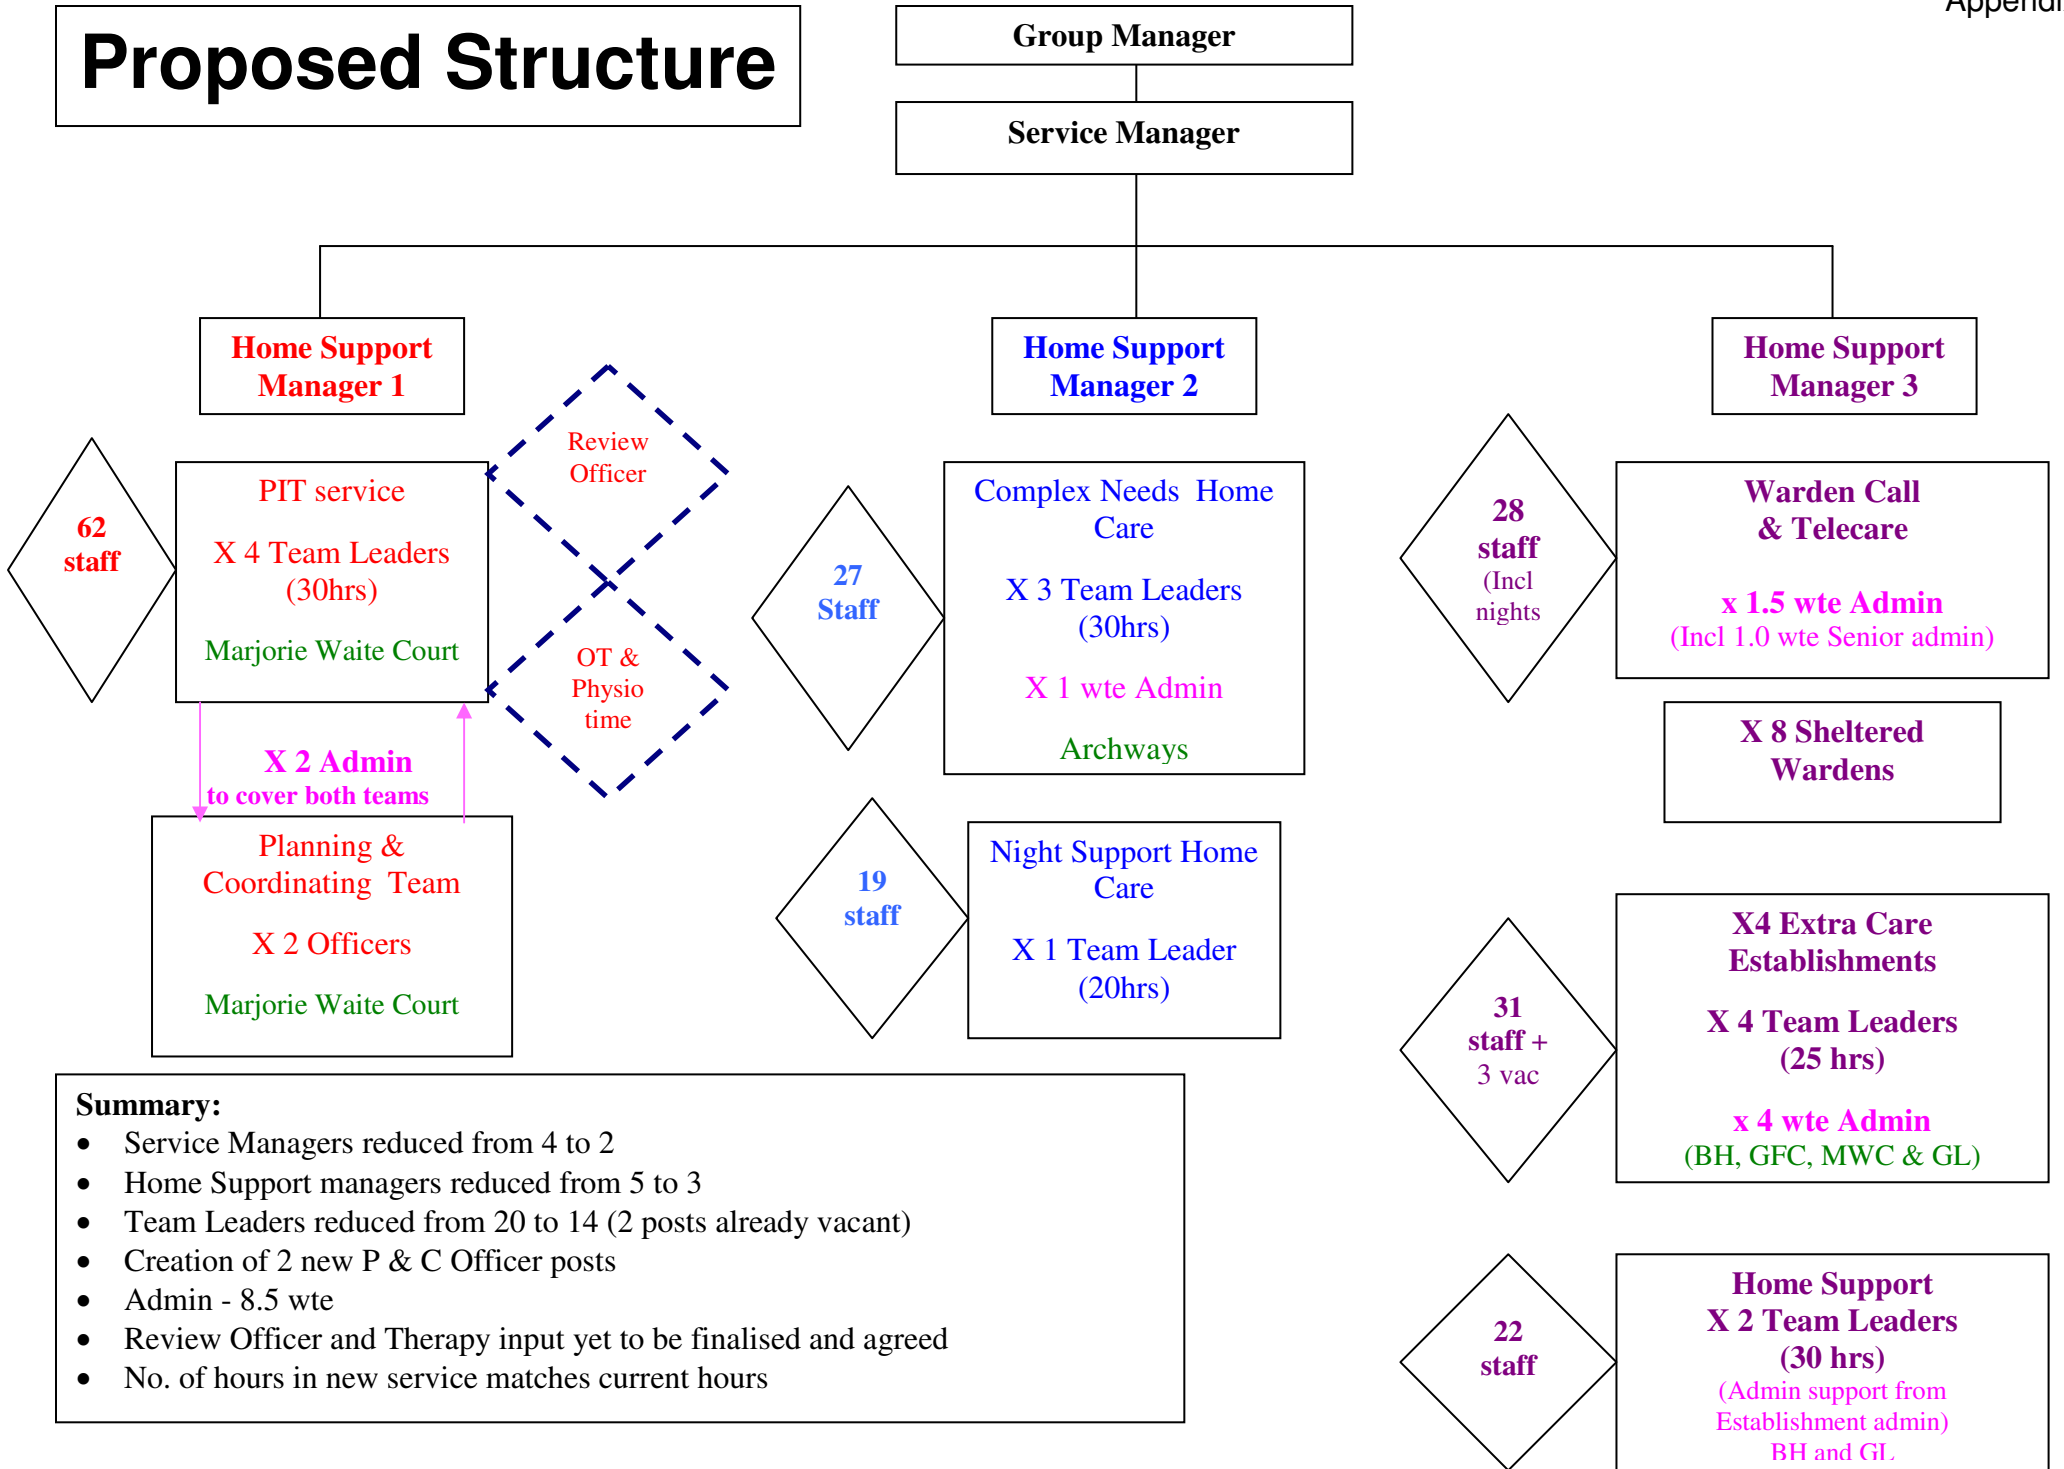 Appendi
Proposed Structure
Group Manager
Service Manager
Home Support
Manager 1
Home Support
Manager 2
Home Support
Manager 3
62
staff
PIT service
X 4 Team Leaders
(30hrs)
Marjorie Waite Court
Review
Officer
OT &
Physio
time
X 2 Admin
to cover both teams
Planning &
Coordinating Team
X 2 Officers
Marjorie Waite Court
27
Staff
Complex Needs Home
Care
X 3 Team Leaders
(30hrs)
X 1 wte Admin
Archways
19
staff
Night Support Home
Care
X 1 Team Leader
(20hrs)
28
staff
(Incl
nights
Warden Call
& Telecare
x 1.5 wte Admin
(Incl 1.0 wte Senior admin)
X 8 Sheltered
Wardens
31
staff +
3 vac
X4 Extra Care
Establishments
X 4 Team Leaders
(25 hrs)
x 4 wte Admin
(BH, GFC, MWC & GL)
22
staff
Home Support
X 2 Team Leaders
(30 hrs)
(Admin support from
Establishment admin)
BH and GL
Summary:
• Service Managers reduced from 4 to 2
• Home Support managers reduced from 5 to 3
• Team Leaders reduced from 20 to 14 (2 posts already vacant)
• Creation of 2 new P & C Officer posts
• Admin - 8.5 wte
• Review Officer and Therapy input yet to be finalised and agreed
• No. of hours in new service matches current hours